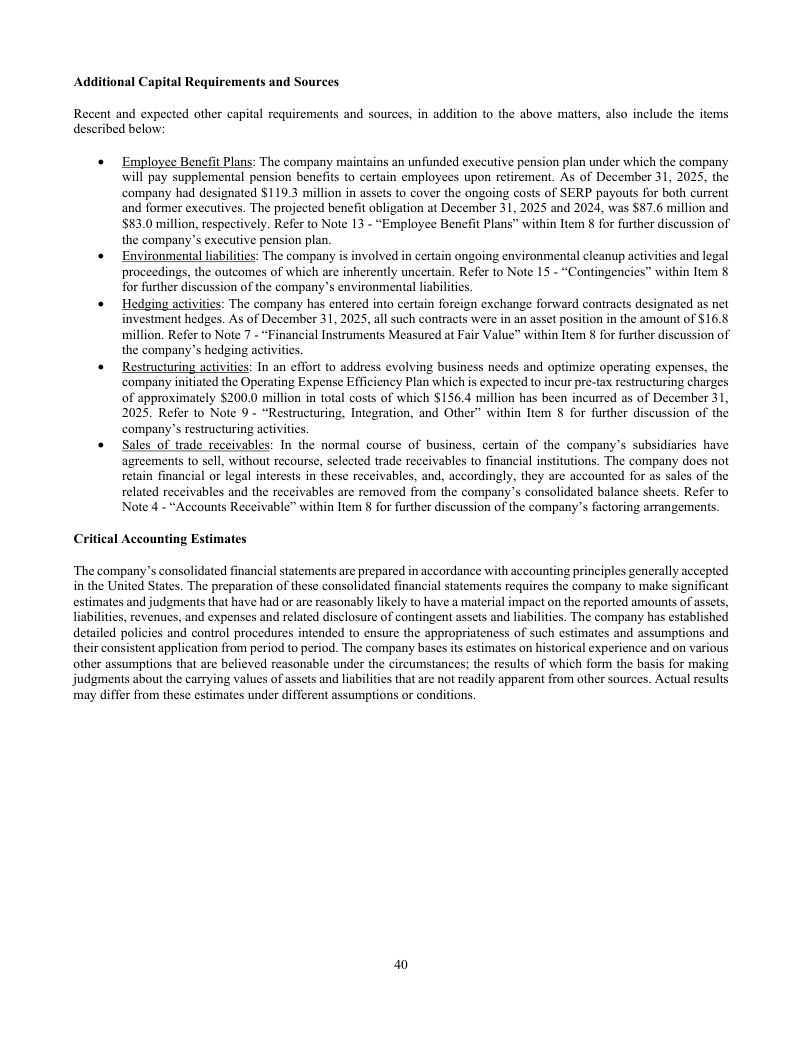 Additional Capital Requirements and Sources
Recent and expected other capital requirements and sources, in addition to the above matters, also include the items
described below:
• Employee Benefit Plans: The company maintains an unfunded executive pension plan under which the company
will pay supplemental pension benefits to certain employees upon retirement. As of December 31, 2025, the
company had designated $119.3 million in assets to cover the ongoing costs of SERP payouts for both current
and former executives. The projected benefit obligation at December 31, 2025 and 2024, was $87.6 million and
$83.0 million, respectively. Refer to Note 13 - “Employee Benefit Plans” within Item 8 for further discussion of
the company’s executive pension plan.
• Environmental liabilities: The company is involved in certain ongoing environmental cleanup activities and legal
proceedings, the outcomes of which are inherently uncertain. Refer to Note 15 - “Contingencies” within Item 8
for further discussion of the company’s environmental liabilities.
• Hedging activities: The company has entered into certain foreign exchange forward contracts designated as net
investment hedges. As of December 31, 2025, all such contracts were in an asset position in the amount of $16.8
million. Refer to Note 7 - “Financial Instruments Measured at Fair Value” within Item 8 for further discussion of
the company’s hedging activities.
• Restructuring activities: In an effort to address evolving business needs and optimize operating expenses, the
company initiated the Operating Expense Efficiency Plan which is expected to incur pre-tax restructuring charges
of approximately $200.0 million in total costs of which $156.4 million has been incurred as of December 31,
2025. Refer to Note 9 - “Restructuring, Integration, and Other” within Item 8 for further discussion of the
company’s restructuring activities.
• Sales of trade receivables: In the normal course of business, certain of the company’s subsidiaries have
agreements to sell, without recourse, selected trade receivables to financial institutions. The company does not
retain financial or legal interests in these receivables, and, accordingly, they are accounted for as sales of the
related receivables and the receivables are removed from the company’s consolidated balance sheets. Refer to
Note 4 - “Accounts Receivable” within Item 8 for further discussion of the company’s factoring arrangements.
Critical Accounting Estimates
The company’s consolidated financial statements are prepared in accordance with accounting principles generally accepted
in the United States. The preparation of these consolidated financial statements requires the company to make significant
estimates and judgments that have had or are reasonably likely to have a material impact on the reported amounts of assets,
liabilities, revenues, and expenses and related disclosure of contingent assets and liabilities. The company has established
detailed policies and control procedures intended to ensure the appropriateness of such estimates and assumptions and
their consistent application from period to period. The company bases its estimates on historical experience and on various
other assumptions that are believed reasonable under the circumstances; the results of which form the basis for making
judgments about the carrying values of assets and liabilities that are not readily apparent from other sources. Actual results
may differ from these estimates under different assumptions or conditions.
40